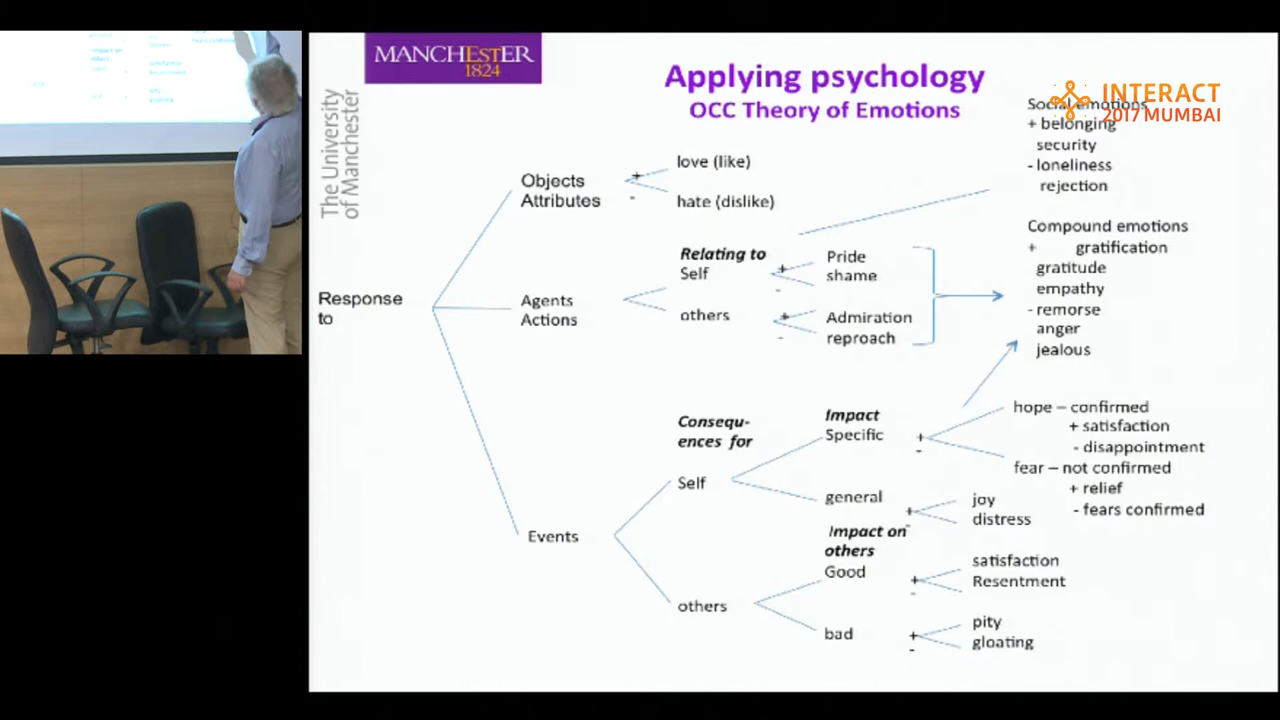 MANCHESTER
1824
The University
of Manchester
Applying psychology
OCC Theory of Emotions
INTERACT
2017 MUMBAI
Social emotions
+ belonging
security
- loneliness
rejection
Objects
Attributes
+
-
love (like)
hate (dislike)
Response
to
Agents
Actions
Relating to
Self
others
+
-
Pride
shame
+
-
Admiration
reproach
Compound emotions
+ gratification
gratitude
empathy
- remorse
anger
jealous
Events
Consequ-
ences for
Self
others
Impact
Specific
+
-
hope – confirmed
+ satisfaction
- disappointment
fear – not confirmed
+ relief
- fears confirmed
general
+
-
joy
distress
Impact on
others
Good
+
-
satisfaction
Resentment
bad
+
-
pity
gloating